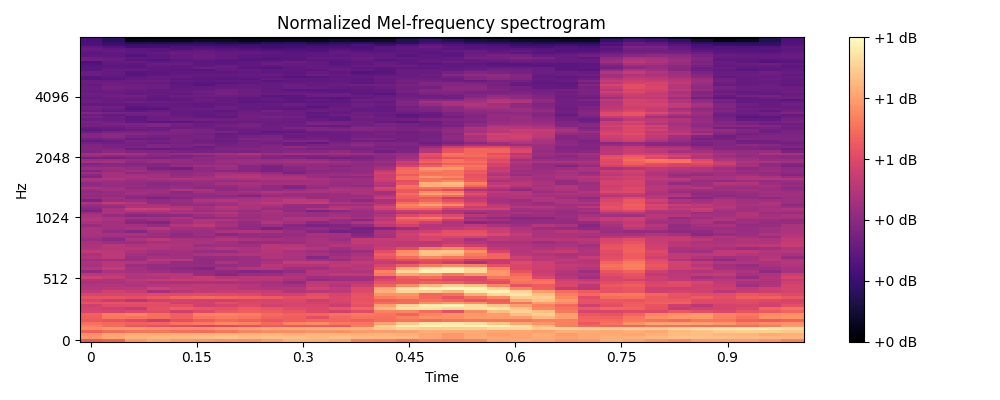 Normalized Mel-frequency spectrogram
+1 dB
4096
+1 dB
2048
+1 dB
Hz
1024
+0 dB
512
+0 dB
0
+0 dB
0 0.15 0.3 0.45 0.6 0.75 0.9
Time